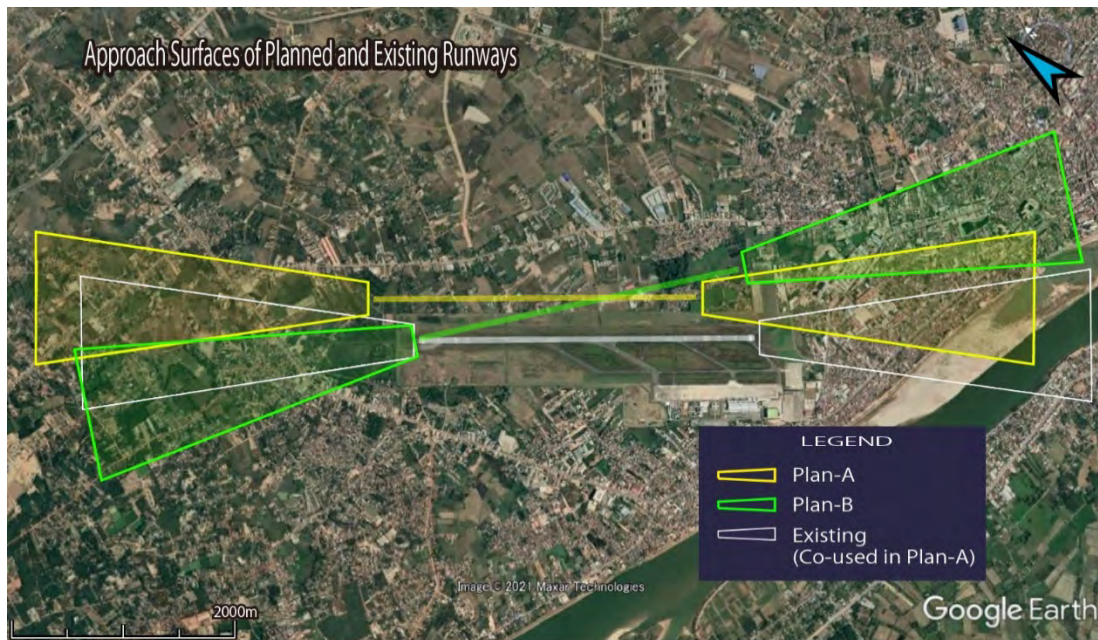 Approach Surfaces of Planned and Existing Runways
LEGEND
Plan-A
Plan-B
Existing
(Co-used in Plan-A)
Image © 2021 Maxar Technologies
2000m
Google Earth